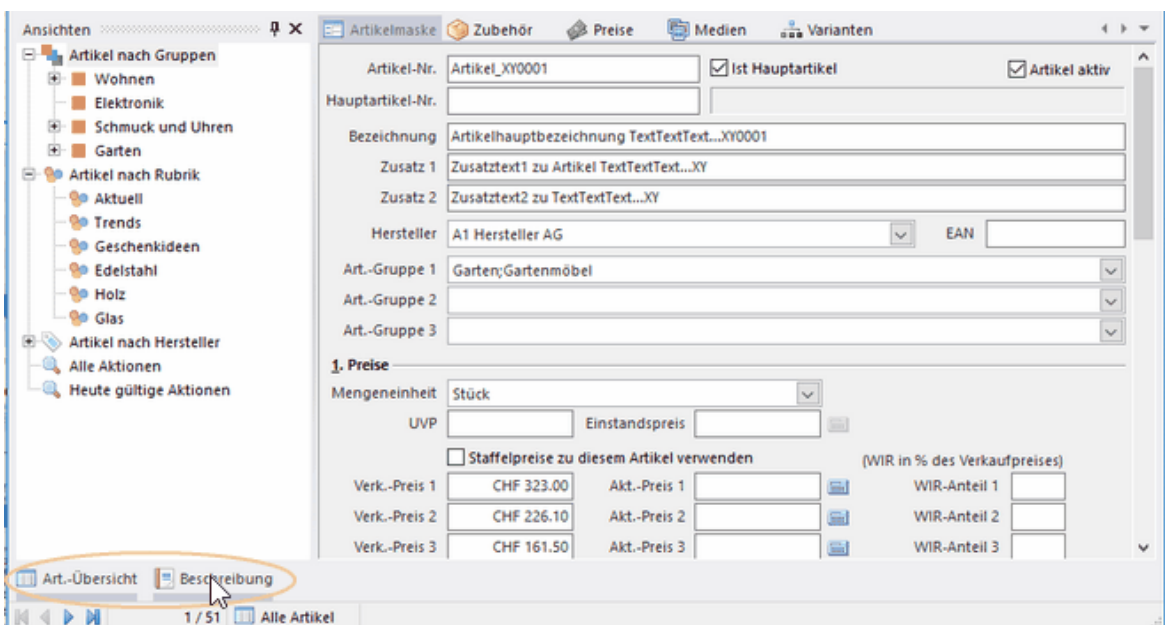 Ansichten
Artikel nach Gruppen
Wohnen
Elektronik
Schmuck und Uhren
Garten
Artikel nach Rubrik
Aktuell
Trends
Geschenkideen
Edelstahl
Holz
Glas
Artikel nach Hersteller
Alle Aktionen
Heute gültige Aktionen
Artikelmaske Zubehör Preise Medien Varianten
Artikel-Nr. Artikel_XY0001 Ist Hauptartikel Artikel aktiv
Hauptartikel-Nr.
Bezeichnung Artikelhauptbezeichnung TextTextText...XY0001
Zusatz 1 Zusatztext1 zu Artikel TextTextText...XY
Zusatz 2 Zusatztext2 zu TextTextText...XY
Hersteller A1 Hersteller AG EAN
Art.-Gruppe 1 Garten;Gartenmöbel
Art.-Gruppe 2
Art.-Gruppe 3
1. Preise
Mengeneinheit Stück
UVP Einstandspreis
Staffelpreise zu diesem Artikel verwenden (WIR in % des Verkaufpreises)
Verk.-Preis 1 CHF 323.00 Akt.-Preis 1 WIR-Anteil 1
Verk.-Preis 2 CHF 226.10 Akt.-Preis 2 WIR-Anteil 2
Verk.-Preis 3 CHF 161.50 Akt.-Preis 3 WIR-Anteil 3
Art.-Übersicht Beschreibung
1 / 51 Alle Artikel